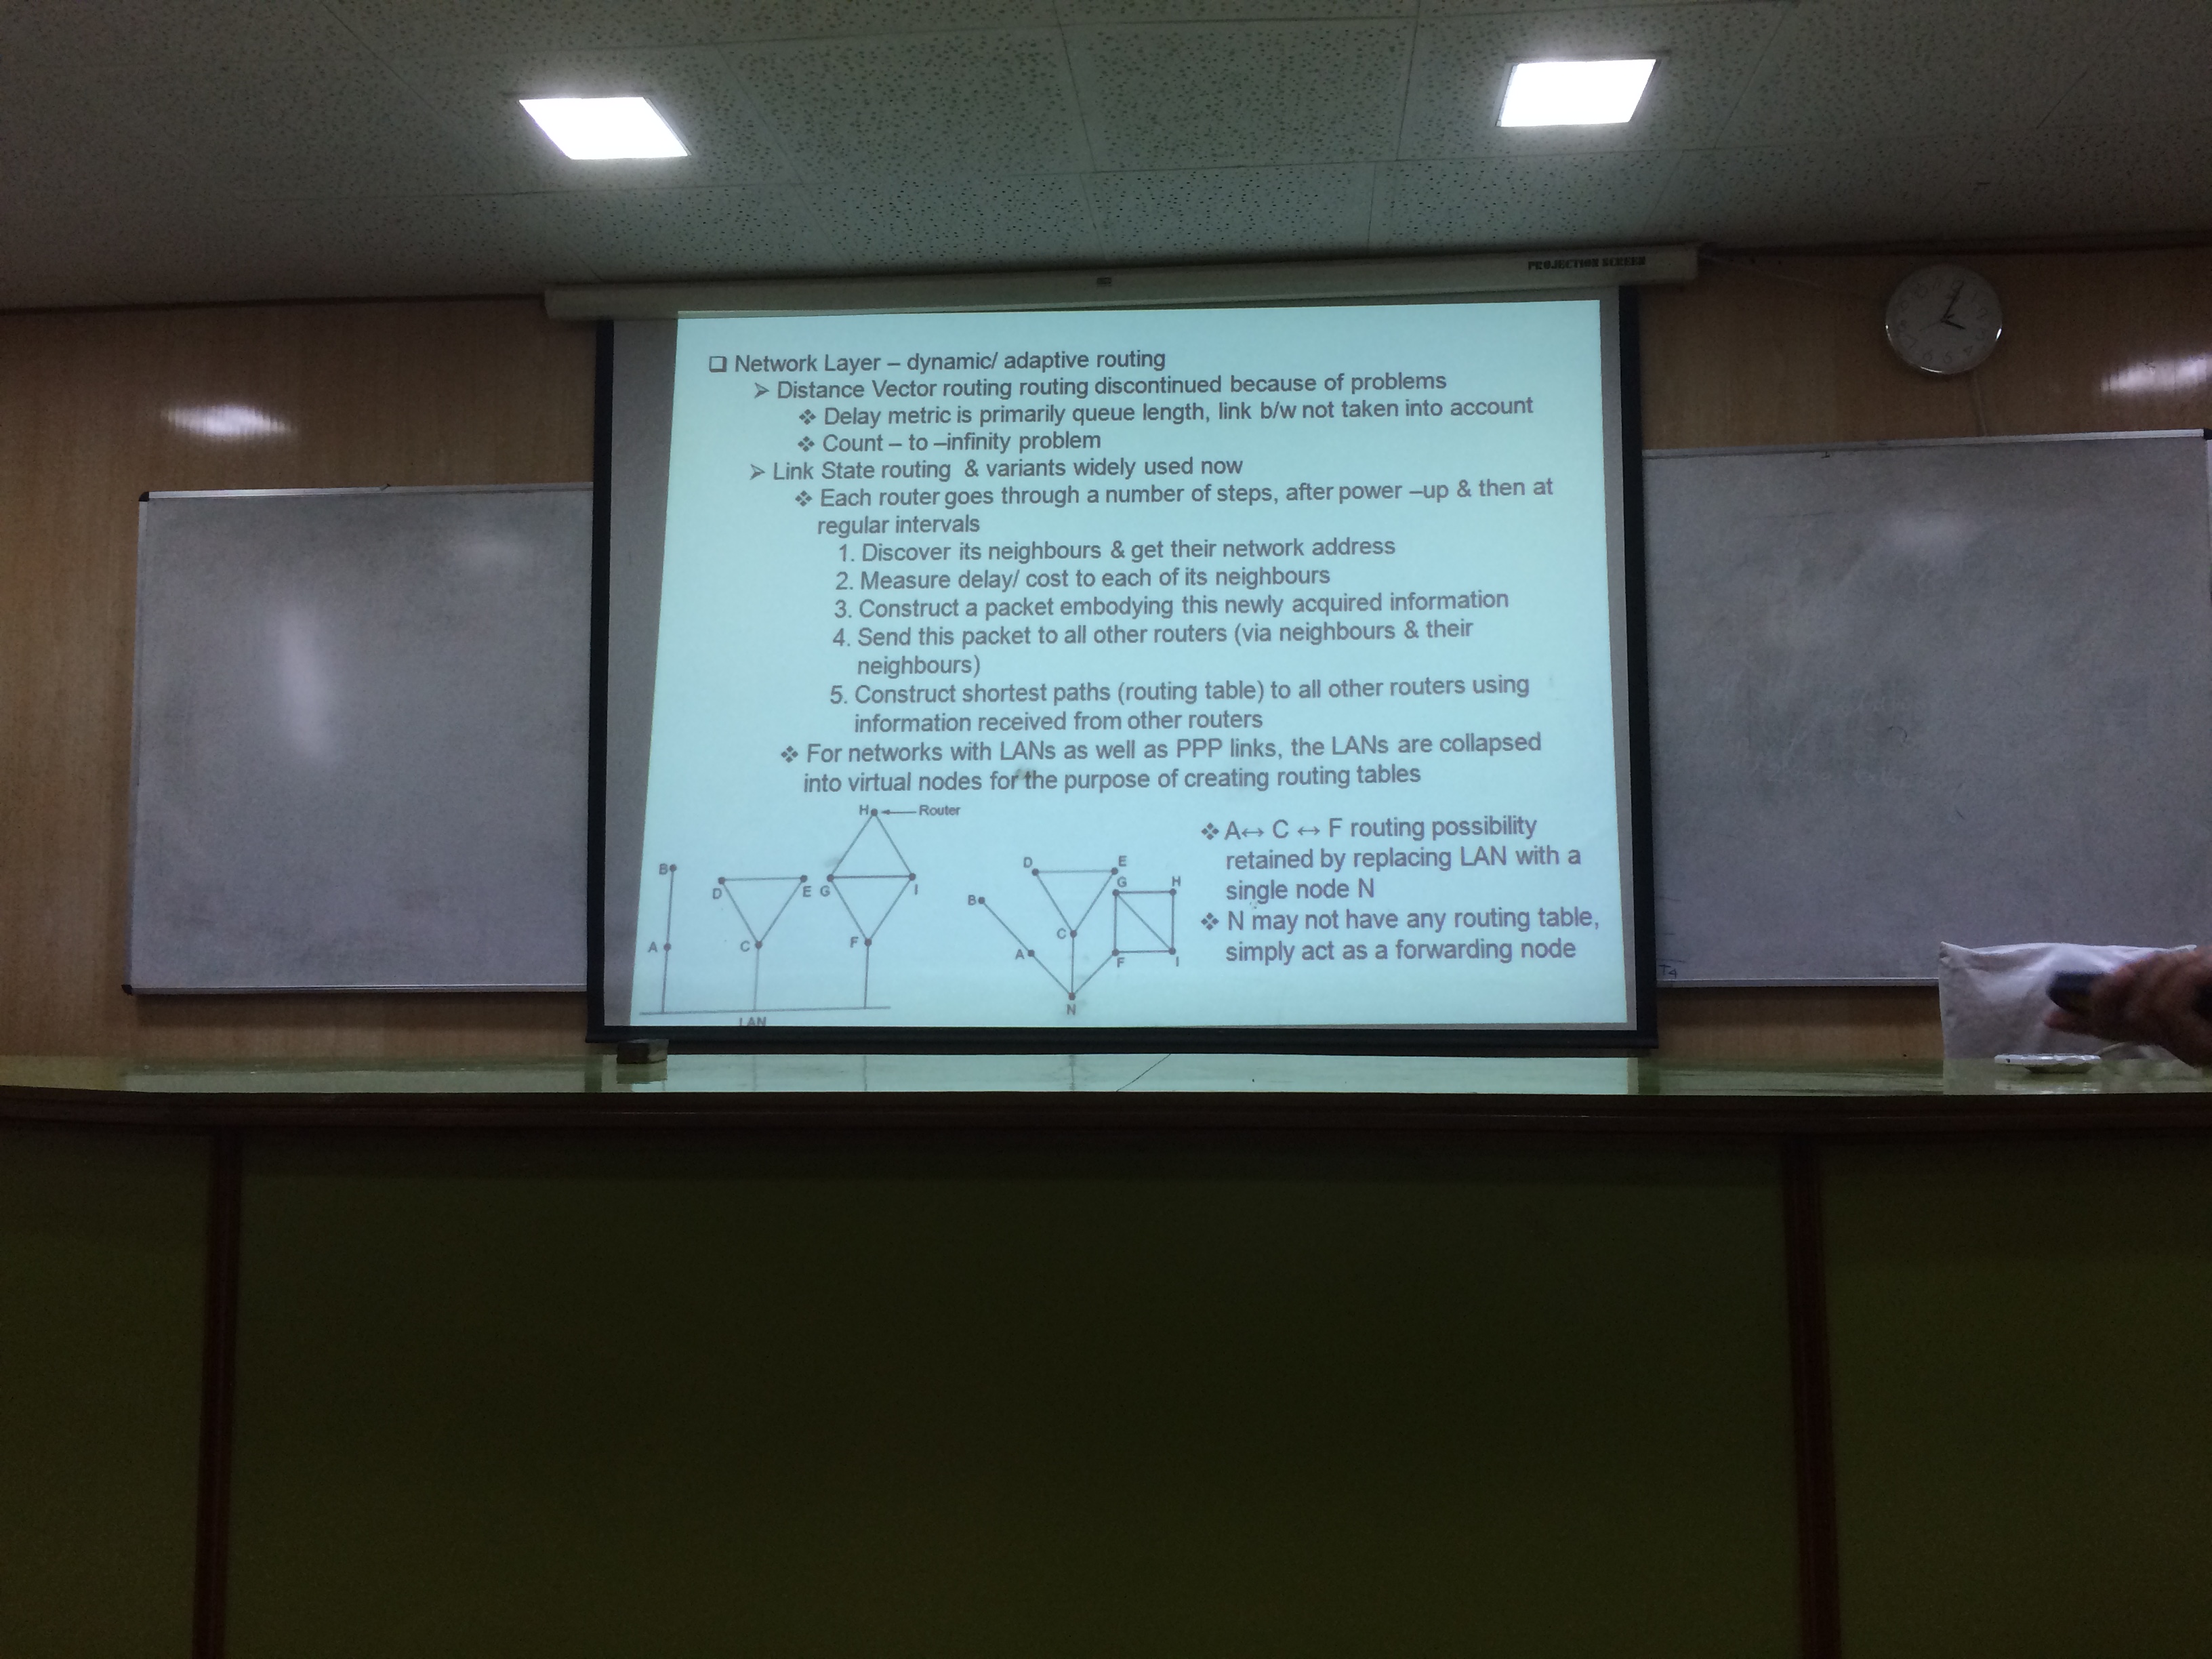 PROJECTION SCREEN
❑ Network Layer – dynamic/ adaptive routing
➢ Distance Vector routing routing discontinued because of problems
❖ Delay metric is primarily queue length, link b/w not taken into account
❖ Count – to –infinity problem
➢ Link State routing & variants widely used now
❖ Each router goes through a number of steps, after power –up & then at
regular intervals
1. Discover its neighbours & get their network address
2. Measure delay/ cost to each of its neighbours
3. Construct a packet embodying this newly acquired information
4. Send this packet to all other routers (via neighbours & their
neighbours)
5. Construct shortest paths (routing table) to all other routers using
information received from other routers
❖ For networks with LANs as well as PPP links, the LANs are collapsed
into virtual nodes for the purpose of creating routing tables
H Router
B
D E G I
A C F
LAN
D E
G H
B
C
A F I
N
❖ A↔ C ↔ F routing possibility
retained by replacing LAN with a
single node N
❖ N may not have any routing table,
simply act as a forwarding node
T4